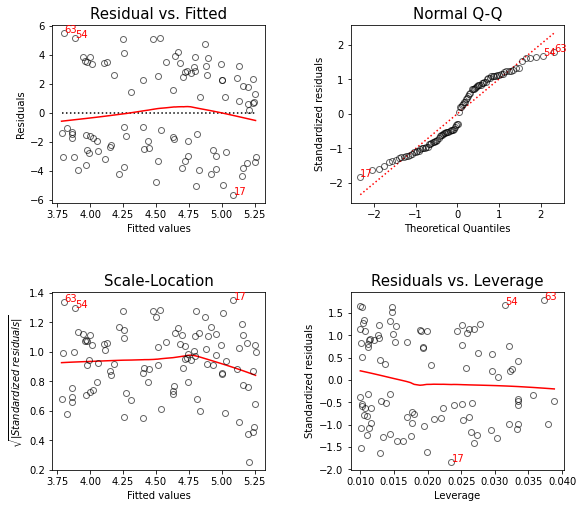 Residual vs. Fitted
Residuals
6
4
2
0
−2
−4
−6
63
54
17
3.75 4.00 4.25 4.50 4.75 5.00 5.25
Fitted values
Normal Q-Q
Standardized residuals
2
1
0
−1
−2
54
63
17
−2 −1 0 1 2
Theoretical Quantiles
Scale-Location
√|Standardized residuals|
1.4
1.2
1.0
0.8
0.6
0.4
0.2
63
54
17
3.75 4.00 4.25 4.50 4.75 5.00 5.25
Fitted values
Residuals vs. Leverage
Standardized residuals
1.5
1.0
0.5
0.0
−0.5
−1.0
−1.5
−2.0
54
63
17
0.010 0.015 0.020 0.025 0.030 0.035 0.040
Leverage